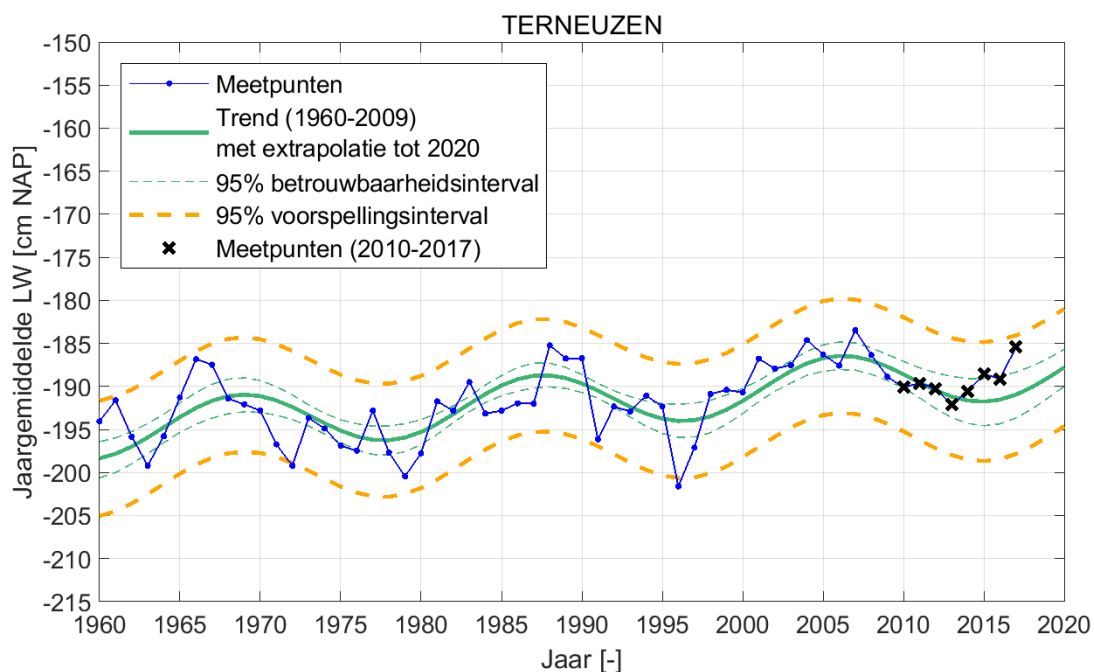 TERNEUZEN
Jaargemiddelde LW [cm NAP]
-150
-155
-160
-165
-170
-175
-180
-185
-190
-195
-200
-205
-210
-215
Meetpunten
Trend (1960-2009)
met extrapolatie tot 2020
95% betrouwbaarheidsinterval
95% voorspellingsinterval
Meetpunten (2010-2017)
1960 1965 1970 1975 1980 1985 1990 1995 2000 2005 2010 2015 2020
Jaar [-]